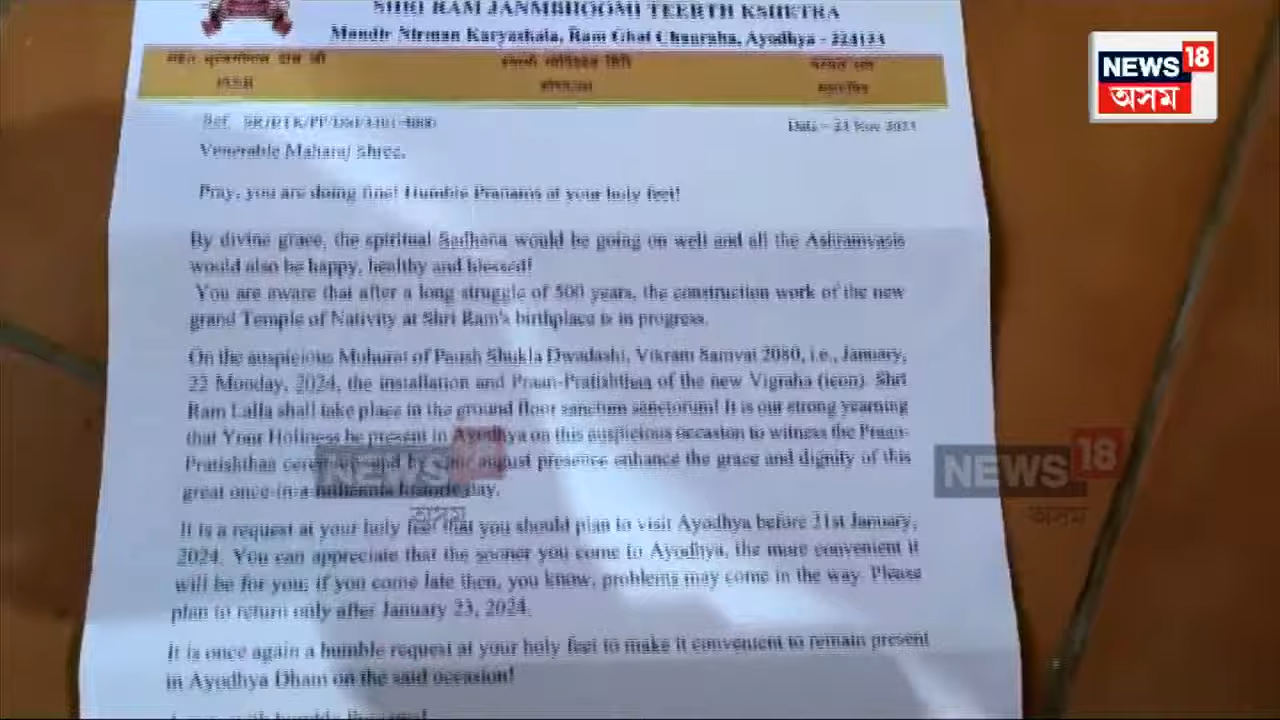 SHRI RAM JANMBHOOMI TEERTH KSHETRA
Mandir Nirman Karyashala, Ram Ghat Chauraha, Ayodhya - 224123
NEWS 18
অসম
Venerable Maharaj Shree,
Pray, you are doing fine! Humble Pranams at your holy feet!
By divine grace, the spiritual Sadhana would be going on well and all the Ashramvasis
would also be happy, healthy and blessed!
You are aware that after a long struggle of 500 years, the construction work of the new
grand Temple of Nativity at Shri Ram's birthplace is in progress.
On the auspicious Muhurat of Paush Shukla Dwadashi, Vikram Samvat 2080, i.e., January,
22 Monday, 2024, the installation and Praan-Pratishthaa of the new Vigraha (icon) Shri
Ram Lalla shall take place in the ground floor sanctum sanctorum! It is our strong yearning
that Your Holiness be present in Ayodhya on this auspicious occasion to witness the Praan-
Pratishthaa ceremony and by your august presence enhance the grace and dignity of this
great once-in-a historic day.
NEWS 18
অসম
NEWS 18
অসম
It is a request at your holy feet that you should plan to visit Ayodhya before 21st January,
2024. You can appreciate that the sooner you come to Ayodhya, the more convenient it
will be for you; if you come late then, you know, problems may come in the way. Please
plan to return only after January 23, 2024.
It is once again a humble request at your holy feet to make it convenient to remain present
in Ayodhya Dham on the said occasion!